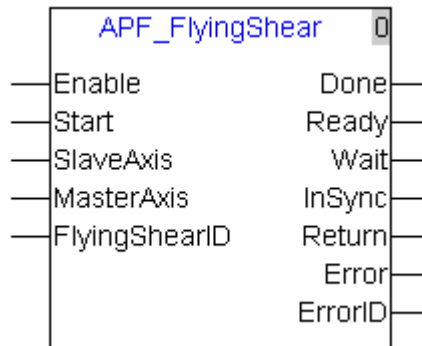 APF_FlyingShear 0
Enable Done
Start Ready
SlaveAxis Wait
MasterAxis InSync
FlyingShearID Return
Error
ErrorID